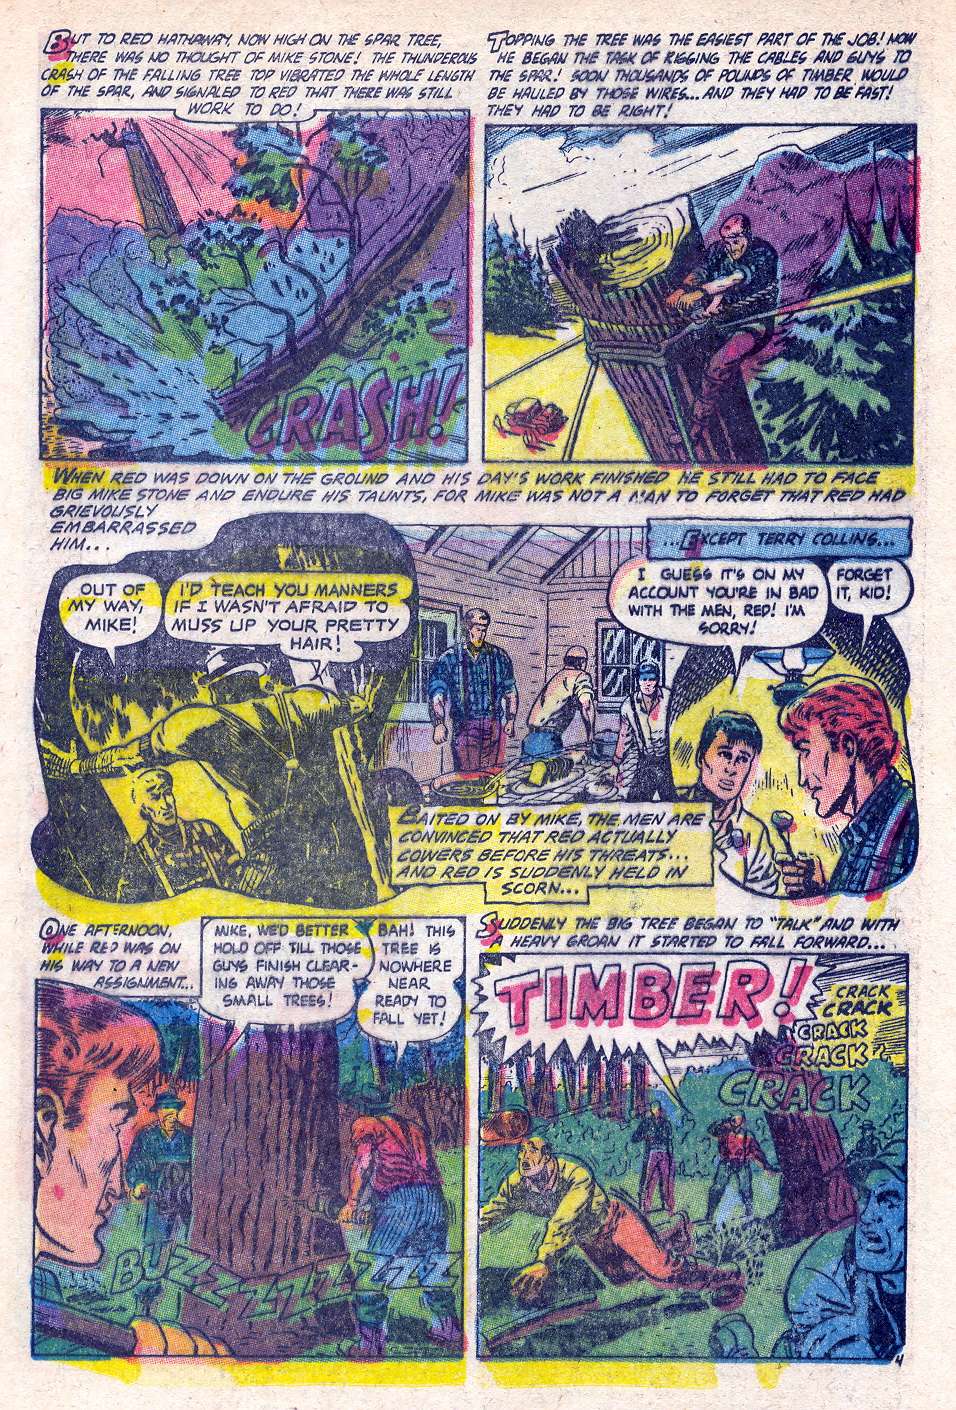 BUT TO RED HATHAWAY, NOW HIGH ON THE SPAR TREE,
THERE WAS NO THOUGHT OF MIKE STONE! THE THUNDEROUS
CRASH OF THE FALLING TREE TOP VIBRATED THE WHOLE LENGTH
OF THE SPAR, AND SIGNALED TO RED THAT THERE WAS STILL
WORK TO DO!
CRASH!
TOPPING THE TREE WAS THE EASIEST PART OF THE JOB! NOW
HE BEGAN THE TASK OF RIGGING THE CABLES AND GUYS TO
THE SPAR! SOON THOUSANDS OF POUNDS OF TIMBER WOULD
BE HAULED BY THOSE WIRES... AND THEY HAD TO BE FAST!
THEY HAD TO BE RIGHT!
WHEN RED WAS DOWN ON THE GROUND AND HIS DAY'S WORK FINISHED HE STILL HAD TO FACE
BIG MIKE STONE AND ENDURE HIS TAUNTS, FOR MIKE WAS NOT A MAN TO FORGET THAT RED HAD
GRIEVOUSLY
EMBARRASSED
HIM...
OUT OF
MY WAY,
MIKE!
I'D TEACH YOU MANNERS
IF I WASN'T AFRAID TO
MUSS UP YOUR PRETTY
HAIR!
BAITED ON BY MIKE, THE MEN ARE
CONVINCED THAT RED ACTUALLY
COWERS BEFORE HIS THREATS...
AND RED IS SUDDENLY HELD IN
SCORN...
...EXCEPT TERRY COLLINS...
I GUESS IT'S ON MY
ACCOUNT YOU'RE IN BAD
WITH THE MEN, RED! I'M
SORRY!
FORGET
IT, KID!
ONE AFTERNOON,
WHILE RED WAS ON
HIS WAY TO A NEW
ASSIGNMENT...
MIKE, WE'D BETTER
HOLD OFF TILL THOSE
GUYS FINISH CLEAR-
ING AWAY THOSE
SMALL TREES!
BAH! THIS
TREE IS
NOWHERE
NEAR
READY TO
FALL YET!
BUZZZZZZZZ
SUDDENLY THE BIG TREE BEGAN TO "TALK" AND WITH
A HEAVY GROAN IT STARTED TO FALL FORWARD...
TIMBER!
CRACK
CRACK
CRACK
CRACK
CRACK
4